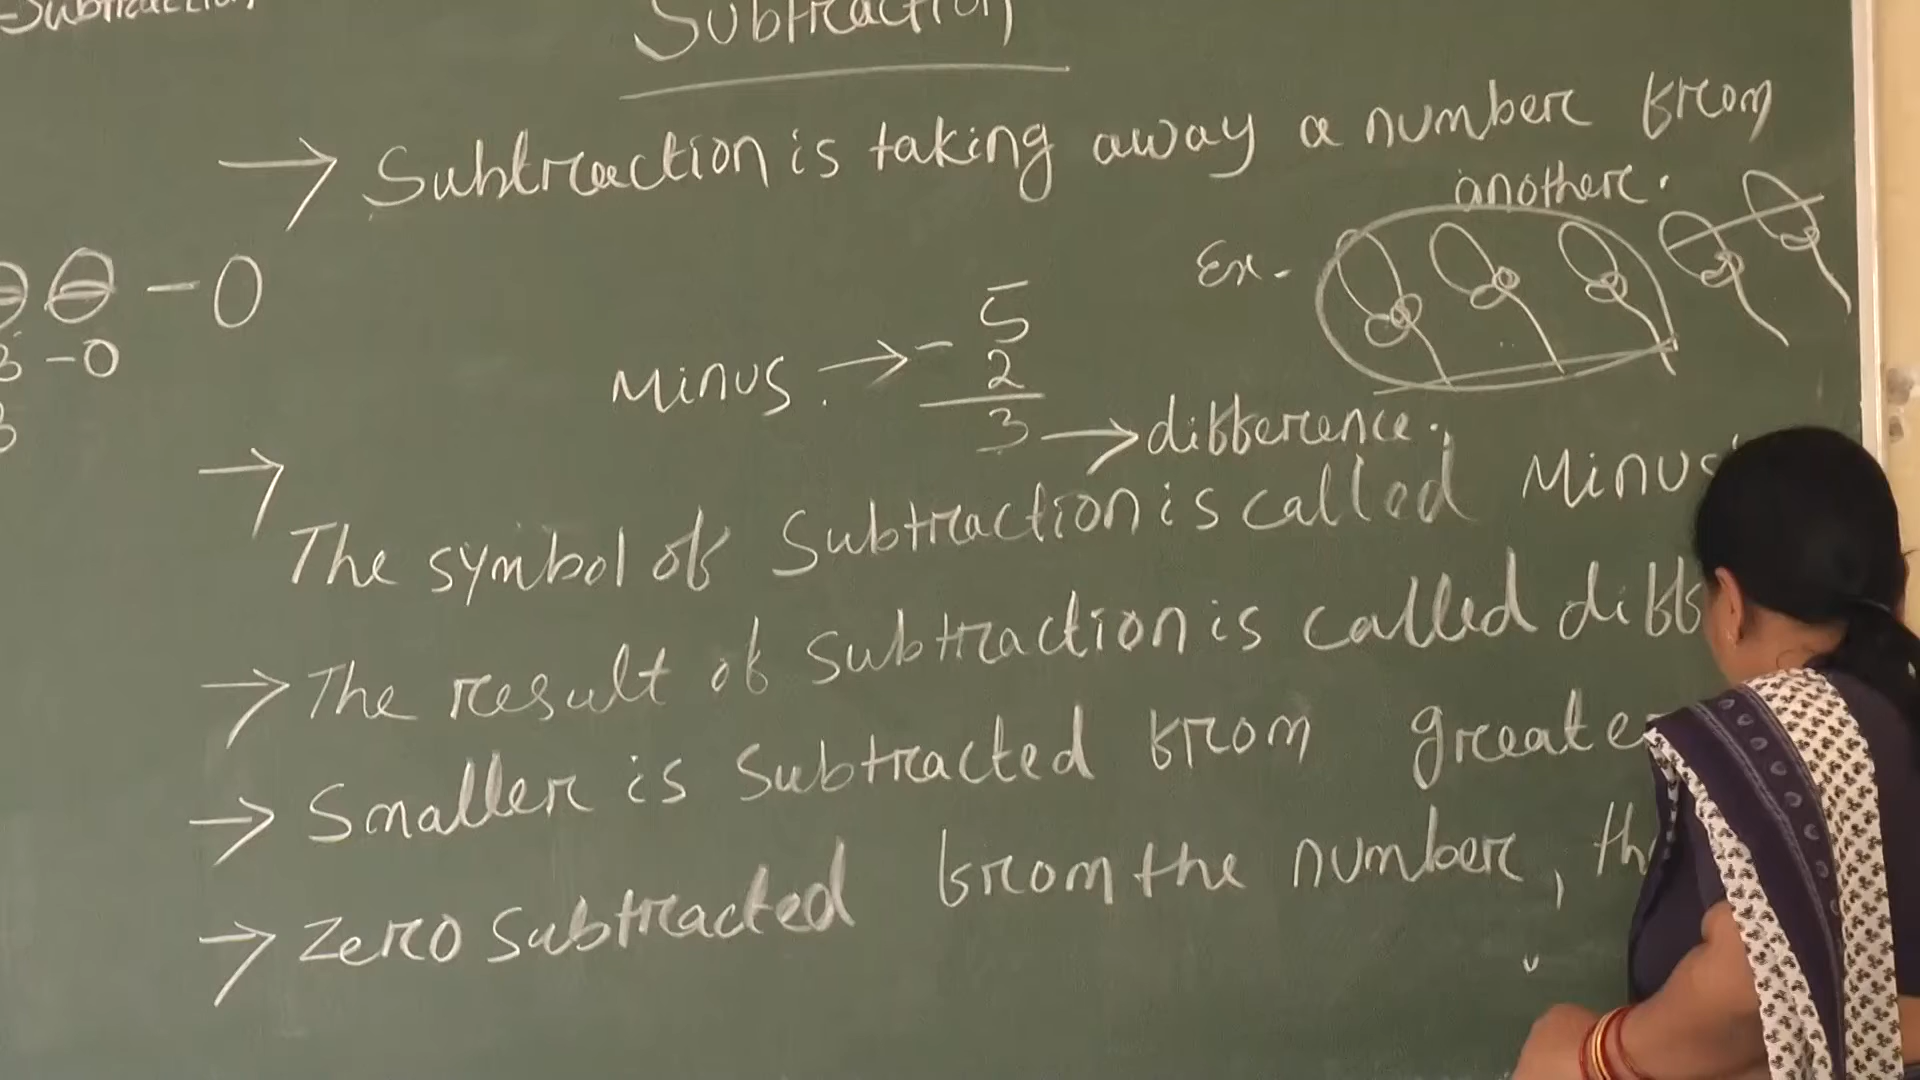 Subtraction
Subtraction
→ Subtraction is taking away a number from
another.
Ex-
- 0
3 - 0
3
Minus. → - 5
2
3 → difference.
→ The symbol of Subtraction is called Minus
→ The result of subtraction is called diff
→ Smaller is subtracted from greater
→ Zero subtracted from the number, th